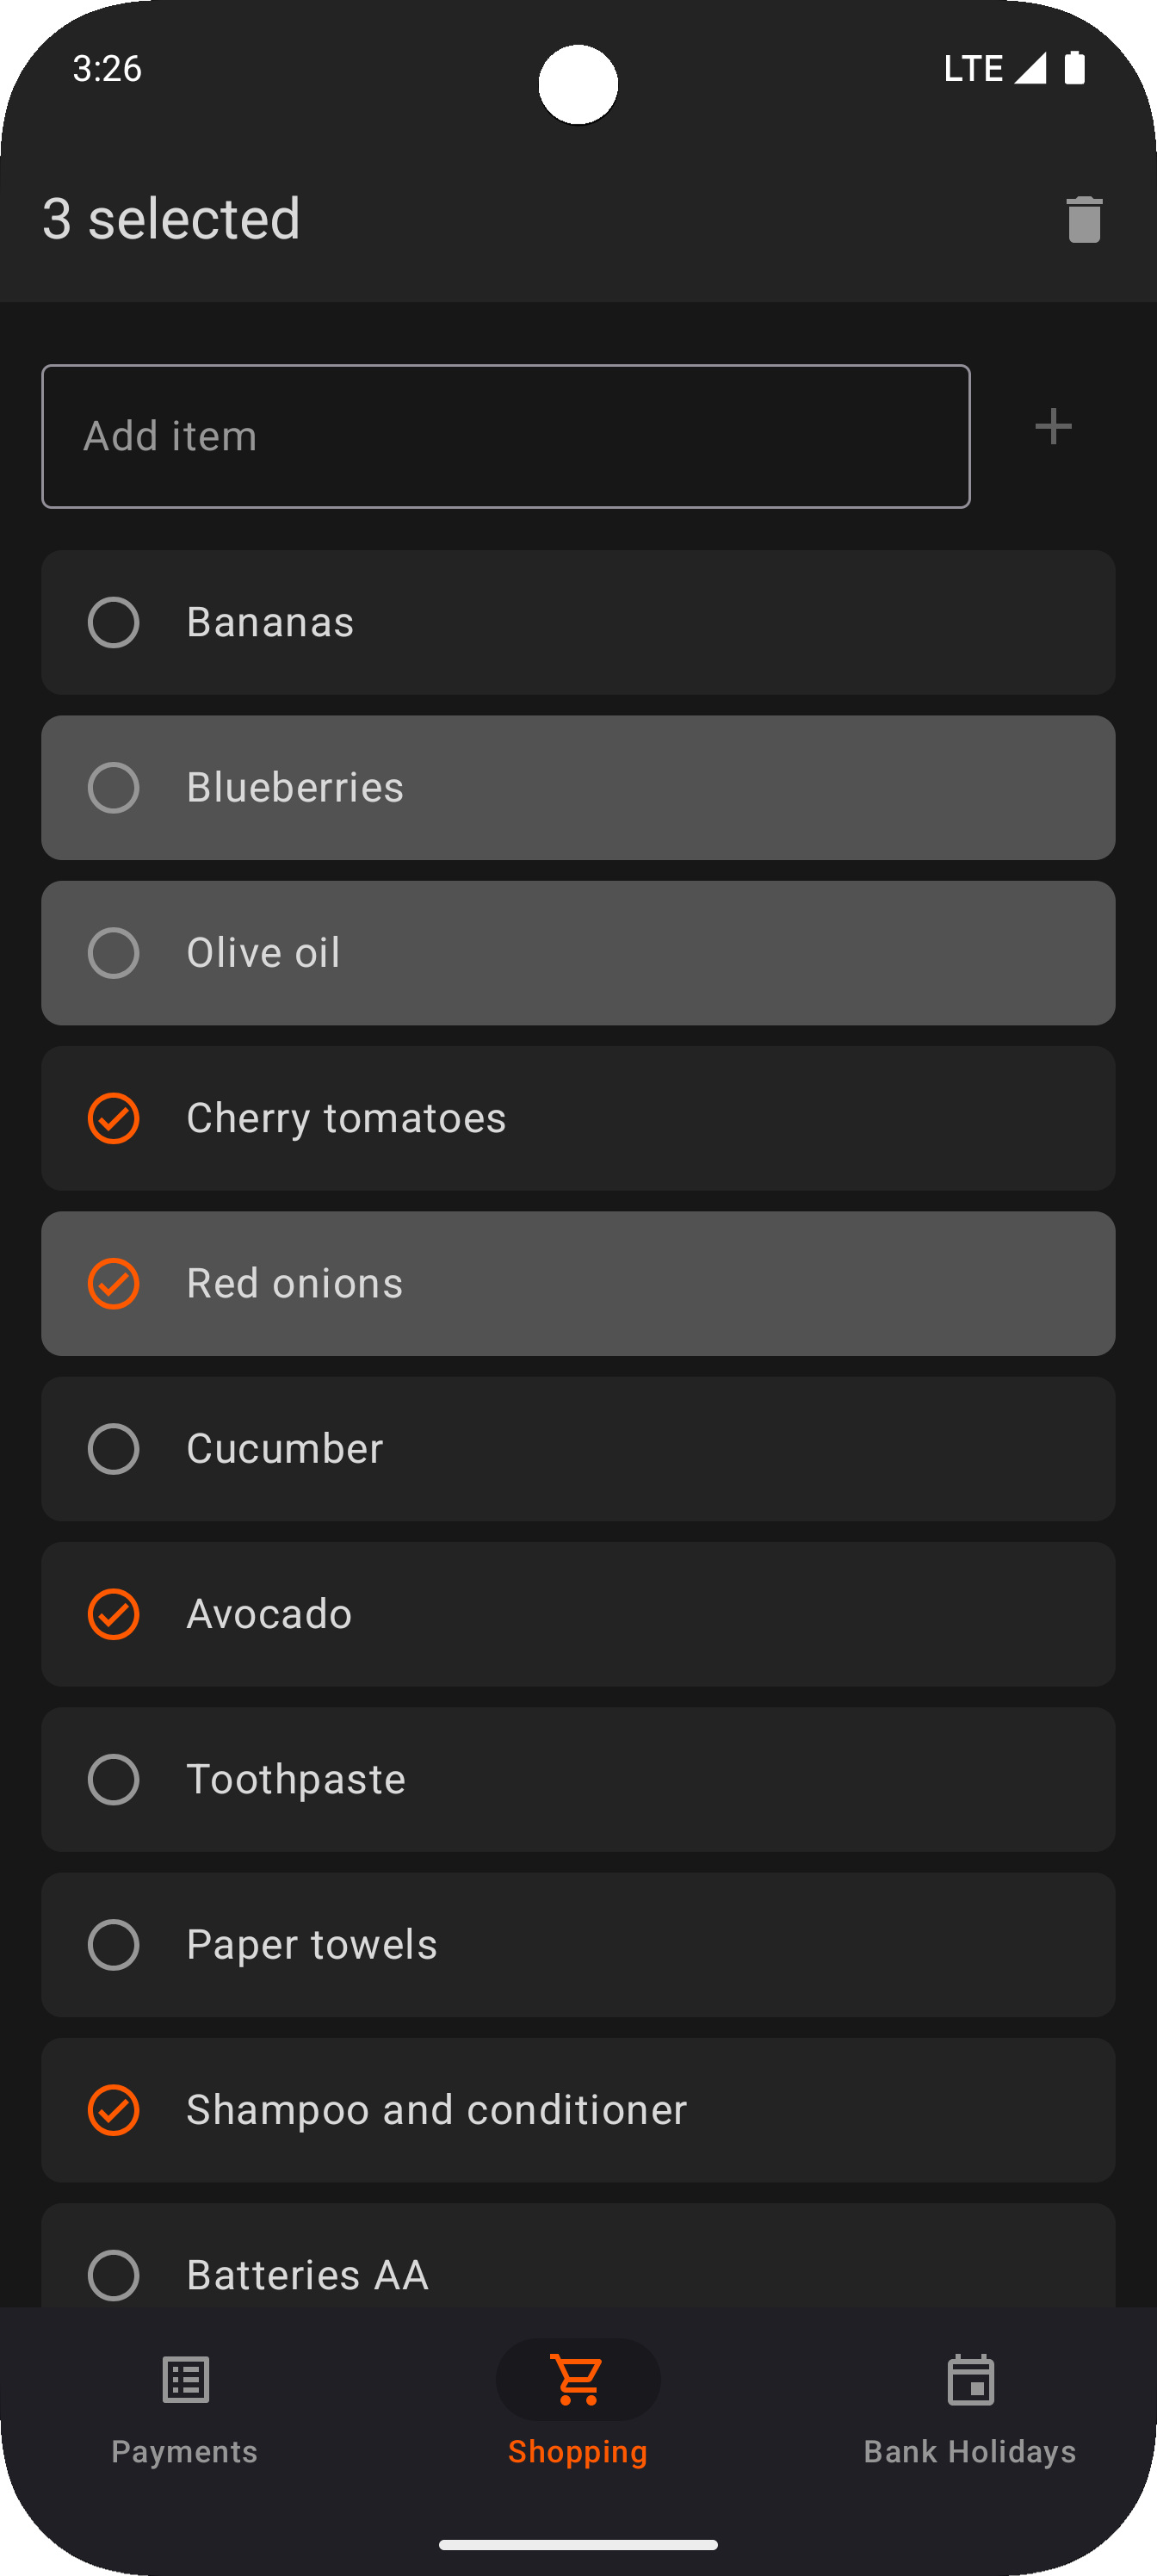 3:26
LTE
3 selected
Add item
Bananas
Blueberries
Olive oil
Cherry tomatoes
Red onions
Cucumber
Avocado
Toothpaste
Paper towels
Shampoo and conditioner
Batteries AA
Payments
Shopping
Bank Holidays